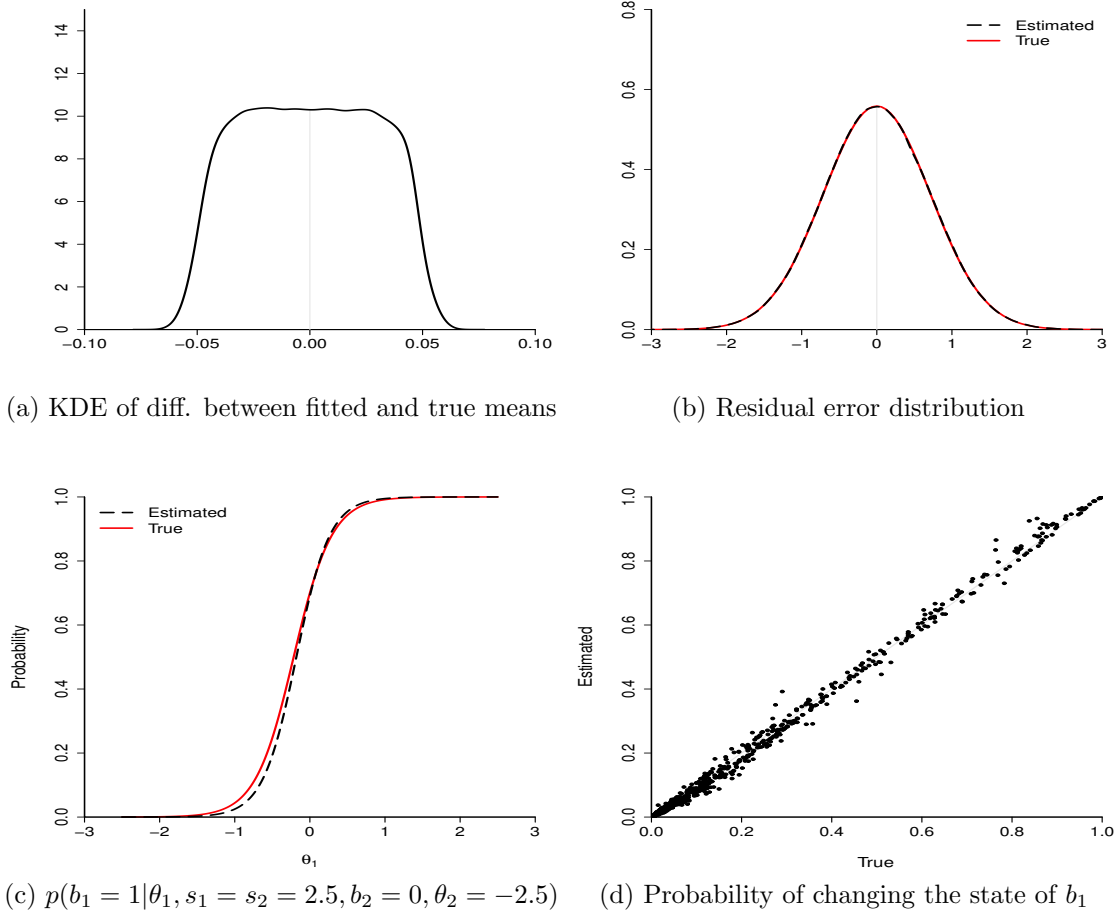 14
12
10
8
6
4
2
0
−0.10 −0.05 0.00 0.05 0.10
(a) KDE of diff. between fitted and true means
0.8
0.6
0.4
0.2
0.0
Estimated
True
−3 −2 −1 0 1 2 3
(b) Residual error distribution
1.0
0.8
0.6
0.4
0.2
0.0
Probability
Estimated
True
−3 −2 −1 0 1 2 3
θ₁
(c) p(b₁ = 1|θ₁, s₁ = s₂ = 2.5, b₂ = 0, θ₂ = −2.5)
1.0
0.8
0.6
0.4
0.2
0.0
Estimated
0.0 0.2 0.4 0.6 0.8 1.0
True
(d) Probability of changing the state of b₁